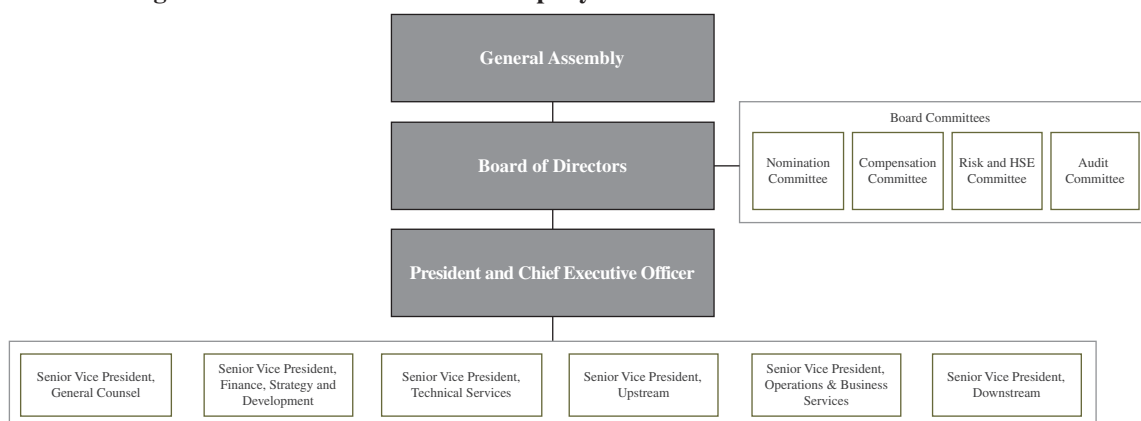 General Assembly
Board of Directors
Board Committees
Nomination
Committee
Compensation
Committee
Risk and HSE
Committee
Audit
Committee
President and Chief Executive Officer
Senior Vice President,
General Counsel
Senior Vice President,
Finance, Strategy and
Development
Senior Vice President,
Technical Services
Senior Vice President,
Upstream
Senior Vice President,
Operations & Business
Services
Senior Vice President,
Downstream